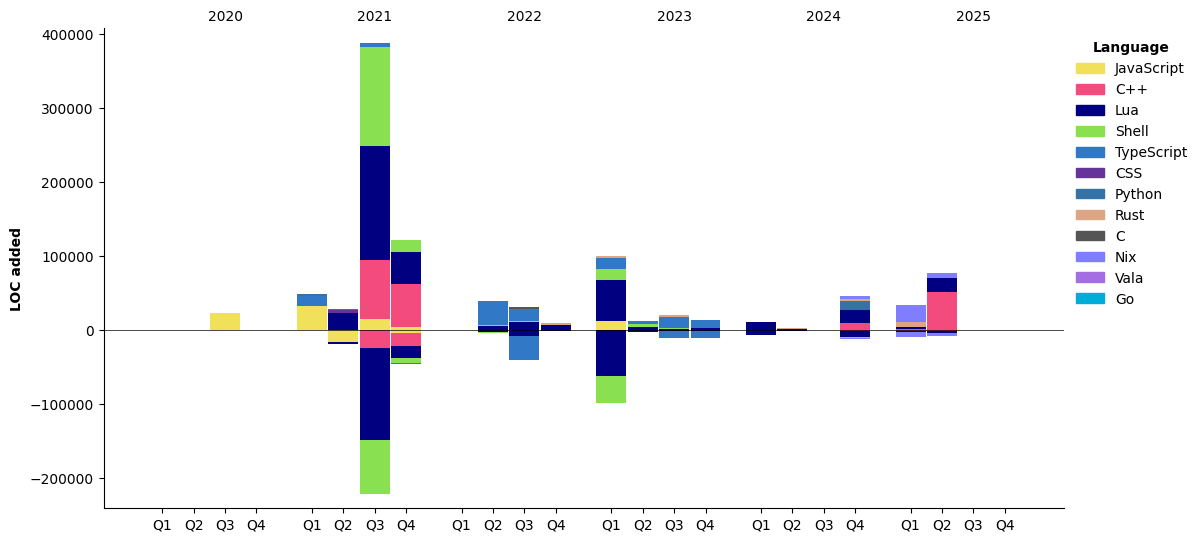 2020 2021 2022 2023 2024 2025
400000
300000
200000
100000
0
−100000
−200000
LOC added
Q1 Q2 Q3 Q4 Q1 Q2 Q3 Q4 Q1 Q2 Q3 Q4 Q1 Q2 Q3 Q4 Q1 Q2 Q3 Q4 Q1 Q2 Q3 Q4
Language
JavaScript
C++
Lua
Shell
TypeScript
CSS
Python
Rust
C
Nix
Vala
Go